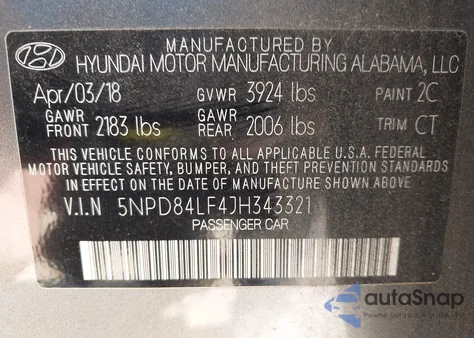 MANUFACTURED BY
HYUNDAI MOTOR MANUFACTURING ALABAMA, LLC
Apr/03/18 GVWR 3924 lbs PAINT 2C
GAWR FRONT 2183 lbs GAWR REAR 2006 lbs TRIM CT
THIS VEHICLE CONFORMS TO ALL APPLICABLE U.S.A. FEDERAL
MOTOR VEHICLE SAFETY, BUMPER, AND THEFT PREVENTION STANDARDS
IN EFFECT ON THE DATE OF MANUFACTURE SHOWN ABOVE.
V.I.N 5NPD84LF4JH343321
PASSENGER CAR
autoSnap